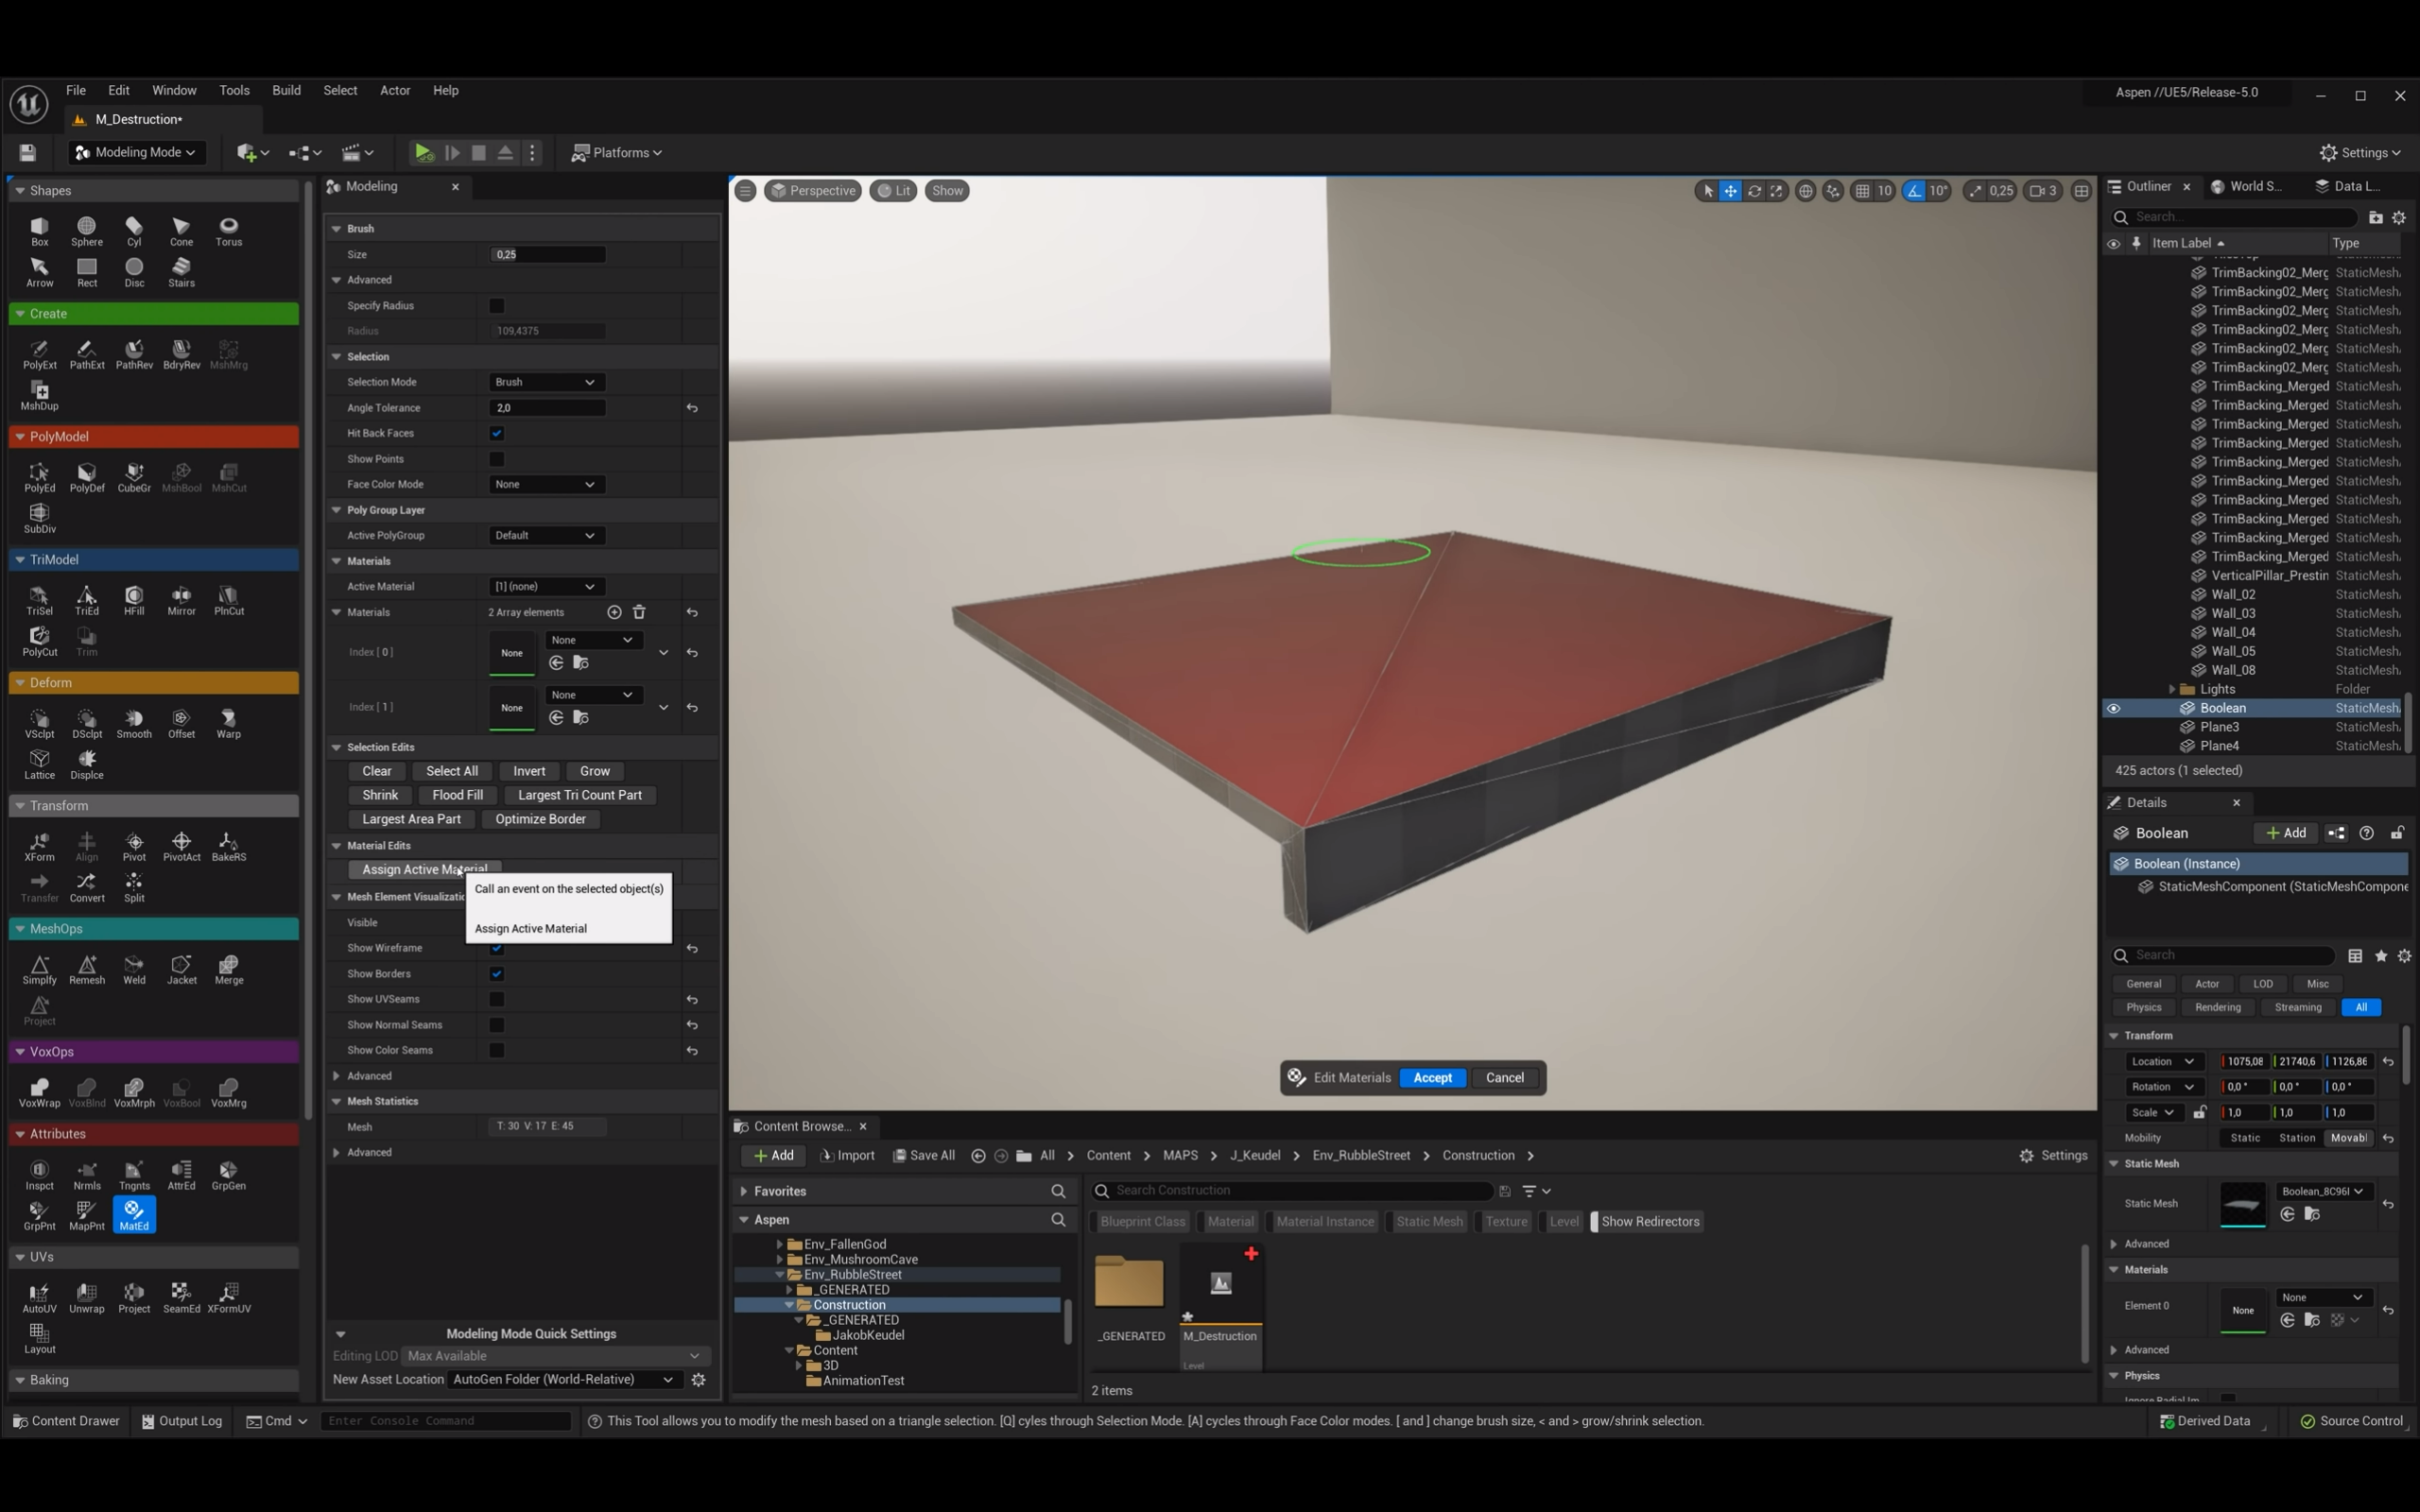 File Edit Window Tools Build Select Actor Help
Aspen //UE5/Release-5.0
M_Destruction*
Modeling Mode
Platforms
Settings
Shapes
Box Sphere Cyl Cone Torus
Arrow Rect Disc Stairs
Create
PolyExt PathExt PathRev BdryRev MshMrg
MshDup
PolyModel
PolyEd PolyDef CubeGr MshBool MshCut
SubDiv
TriModel
TriSel TriEd HFill Mirror PlnCut
PolyCut Trim
Deform
VSclpt DSclpt Smooth Offset Warp
Lattice Displce
Transform
XForm Align Pivot PivotAct BakeRS
Transfer Convert Split
MeshOps
Simplfy Remesh Weld Jacket Merge
Project
VoxOps
VoxWrap VoxBlnd VoxMrph VoxBool VoxMrg
Attributes
Inspct Nrmls Tngnts AttrEd GrpGen
GrpPnt MapPnt MatEd
UVs
AutoUV Unwrap Project SeamEd XFormUV
Layout
Baking
Modeling
Brush
Size 0,25
Advanced
Specify Radius
Radius 109,4375
Selection
Selection Mode Brush
Angle Tolerance 2,0
Hit Back Faces
Show Points
Face Color Mode None
Poly Group Layer
Active PolyGroup Default
Materials
Active Material [1] (none)
Materials 2 Array elements
Index [ 0 ] None None
Index [ 1 ] None None
Selection Edits
Clear Select All Invert Grow
Shrink Flood Fill Largest Tri Count Part
Largest Area Part Optimize Border
Material Edits
Assign Active Material
Call an event on the selected object(s)
Assign Active Material
Mesh Element Visualizati
Visible
Show Wireframe
Show Borders
Show UVSeams
Show Normal Seams
Show Color Seams
Advanced
Mesh Statistics
Mesh T: 30 V: 17 E: 45
Advanced
Modeling Mode Quick Settings
Editing LOD Max Available
New Asset Location AutoGen Folder (World-Relative)
Perspective Lit Show
10 10° 0,25 3
Edit Materials Accept Cancel
Content Browse...
Add Import Save All All Content MAPS J_Keudel Env_RubbleStreet Construction
Settings
Favorites
Aspen
Env_FallenGod
Env_MushroomCave
Env_RubbleStreet
_GENERATED
Construction
_GENERATED
JakobKeudel
Content
3D
AnimationTest
Search Construction
Blueprint Class Material Material Instance Static Mesh Texture Level Show Redirectors
_GENERATED
M_Destruction
Level
2 items
Outliner World S... Data L...
Search...
Item Label Type
TrimBacking02_Merg StaticMesh
TrimBacking02_Merg StaticMesh
TrimBacking02_Merg StaticMesh
TrimBacking02_Merg StaticMesh
TrimBacking02_Merg StaticMesh
TrimBacking02_Merg StaticMesh
TrimBacking_Merged StaticMesh
TrimBacking_Merged StaticMesh
TrimBacking_Merged StaticMesh
TrimBacking_Merged StaticMesh
TrimBacking_Merged StaticMesh
TrimBacking_Merged StaticMesh
TrimBacking_Merged StaticMesh
TrimBacking_Merged StaticMesh
TrimBacking_Merged StaticMesh
TrimBacking_Merged StaticMesh
VerticalPillar_Prestin StaticMesh
Wall_02 StaticMesh
Wall_03 StaticMesh
Wall_04 StaticMesh
Wall_05 StaticMesh
Wall_08 StaticMesh
Lights Folder
Boolean StaticMesh
Plane3 StaticMesh
Plane4 StaticMesh
425 actors (1 selected)
Details
Boolean Add
Boolean (Instance)
StaticMeshComponent (StaticMeshCompone
Search
General Actor LOD Misc
Physics Rendering Streaming All
Transform
Location 1075,08 21740,6 1126,86
Rotation 0,0 ° 0,0 ° 0,0 °
Scale 1,0 1,0 1,0
Mobility Static Station Movabl
Static Mesh
Static Mesh Boolean_8C96I
Advanced
Materials
Element 0 None None
Advanced
Physics
Content Drawer Output Log Cmd Enter Console Command
This Tool allows you to modify the mesh based on a triangle selection. [Q] cyles through Selection Mode. [A] cycles through Face Color modes. [ and ] change brush size, < and > grow/shrink selection.
Derived Data Source Control